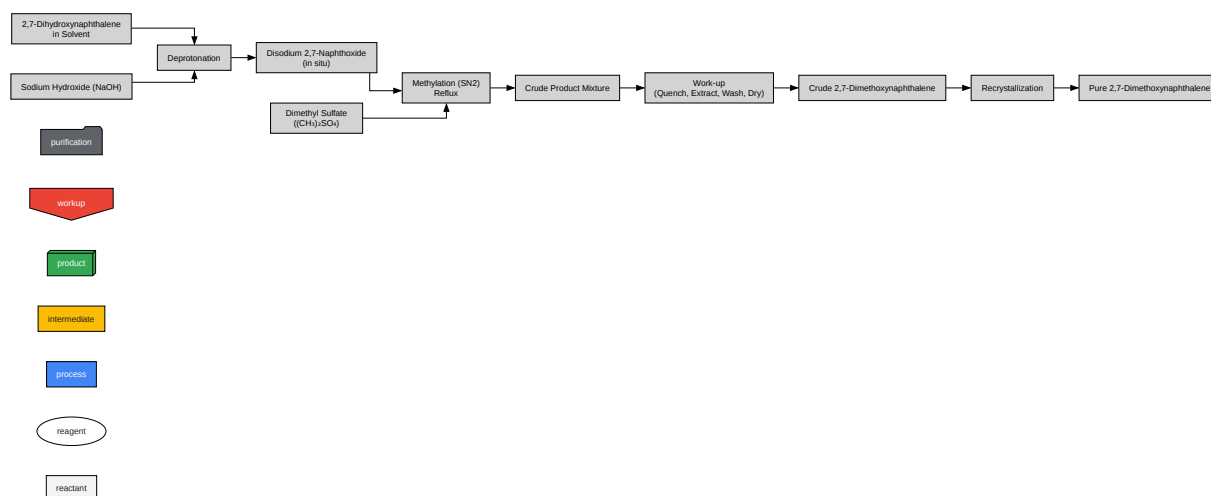 2,7-Dihydroxynaphthalene
in Solvent
Sodium Hydroxide (NaOH)
Deprotonation
Disodium 2,7-Naphthoxide
(in situ)
Dimethyl Sulfate
((CH₃)₂SO₄)
Methylation (SN2)
Reflux
Crude Product Mixture
Work-up
(Quench, Extract, Wash, Dry)
Crude 2,7-Dimethoxynaphthalene
Recrystallization
Pure 2,7-Dimethoxynaphthalene
purification
workup
product
intermediate
process
reagent
reactant